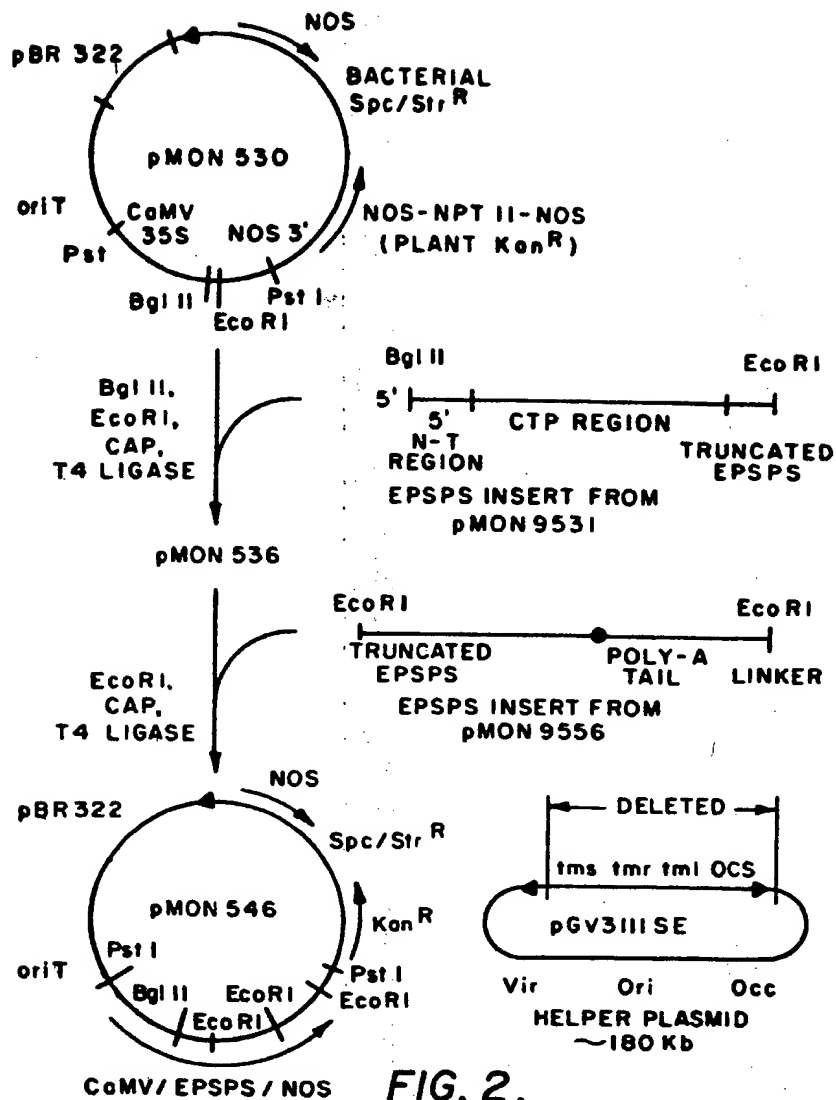 NOS
pBR 322
BACTERIAL
Spc/Str R
pMON 530
oriT
CaMV
35S
NOS 3'
NOS-NPT II-NOS
(PLANT Kan R)
Pst
Bgl II
Pst I
EcoRI
Bgl II,
EcoRI,
CAP,
T4 LIGASE
Bgl II
EcoRI
5'
5'
N-T
REGION
CTP REGION
TRUNCATED
EPSPS
EPSPS INSERT FROM
pMON 9531
pMON 536
EcoRI
EcoRI
TRUNCATED
EPSPS
POLY-A
TAIL
LINKER
EcoRI,
CAP,
T4 LIGASE
EPSPS INSERT FROM
pMON 9556
NOS
pBR 322
Spc/Str R
pMON 546
Kan R
oriT
Pst I
Bgl II
EcoRI
EcoRI
Pst I
EcoRI
CaMV/EPSPS/NOS
DELETED
tms tmr tml OCS
pGV3111SE
Vir Ori Occ
HELPER PLASMID
~180 Kb
FIG. 2.